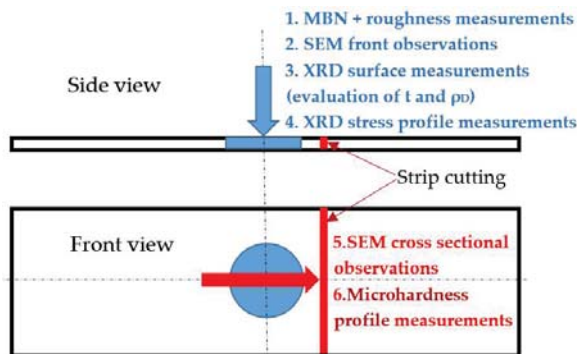 1. MBN + roughness measurements
2. SEM front observations
3. XRD surface measurements
(evaluation of t and ρD)
4. XRD stress profile measurements
Side view
Strip cutting
Front view
5.SEM cross sectional
observations
6.Microhardness
profile measurements